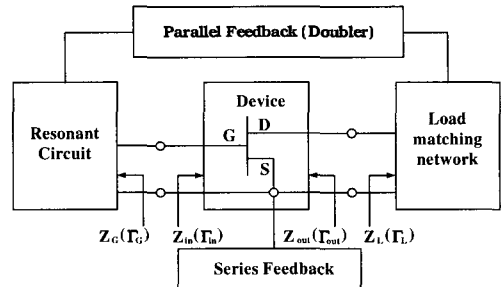 Parallel Feedback (Doubler)
Resonant
Circuit
Device
G
D
S
Load
matching
network
Z_G(Γ_G)
Z_in(Γ_in)
Z_out(Γ_out)
Z_L(Γ_L)
Series Feedback